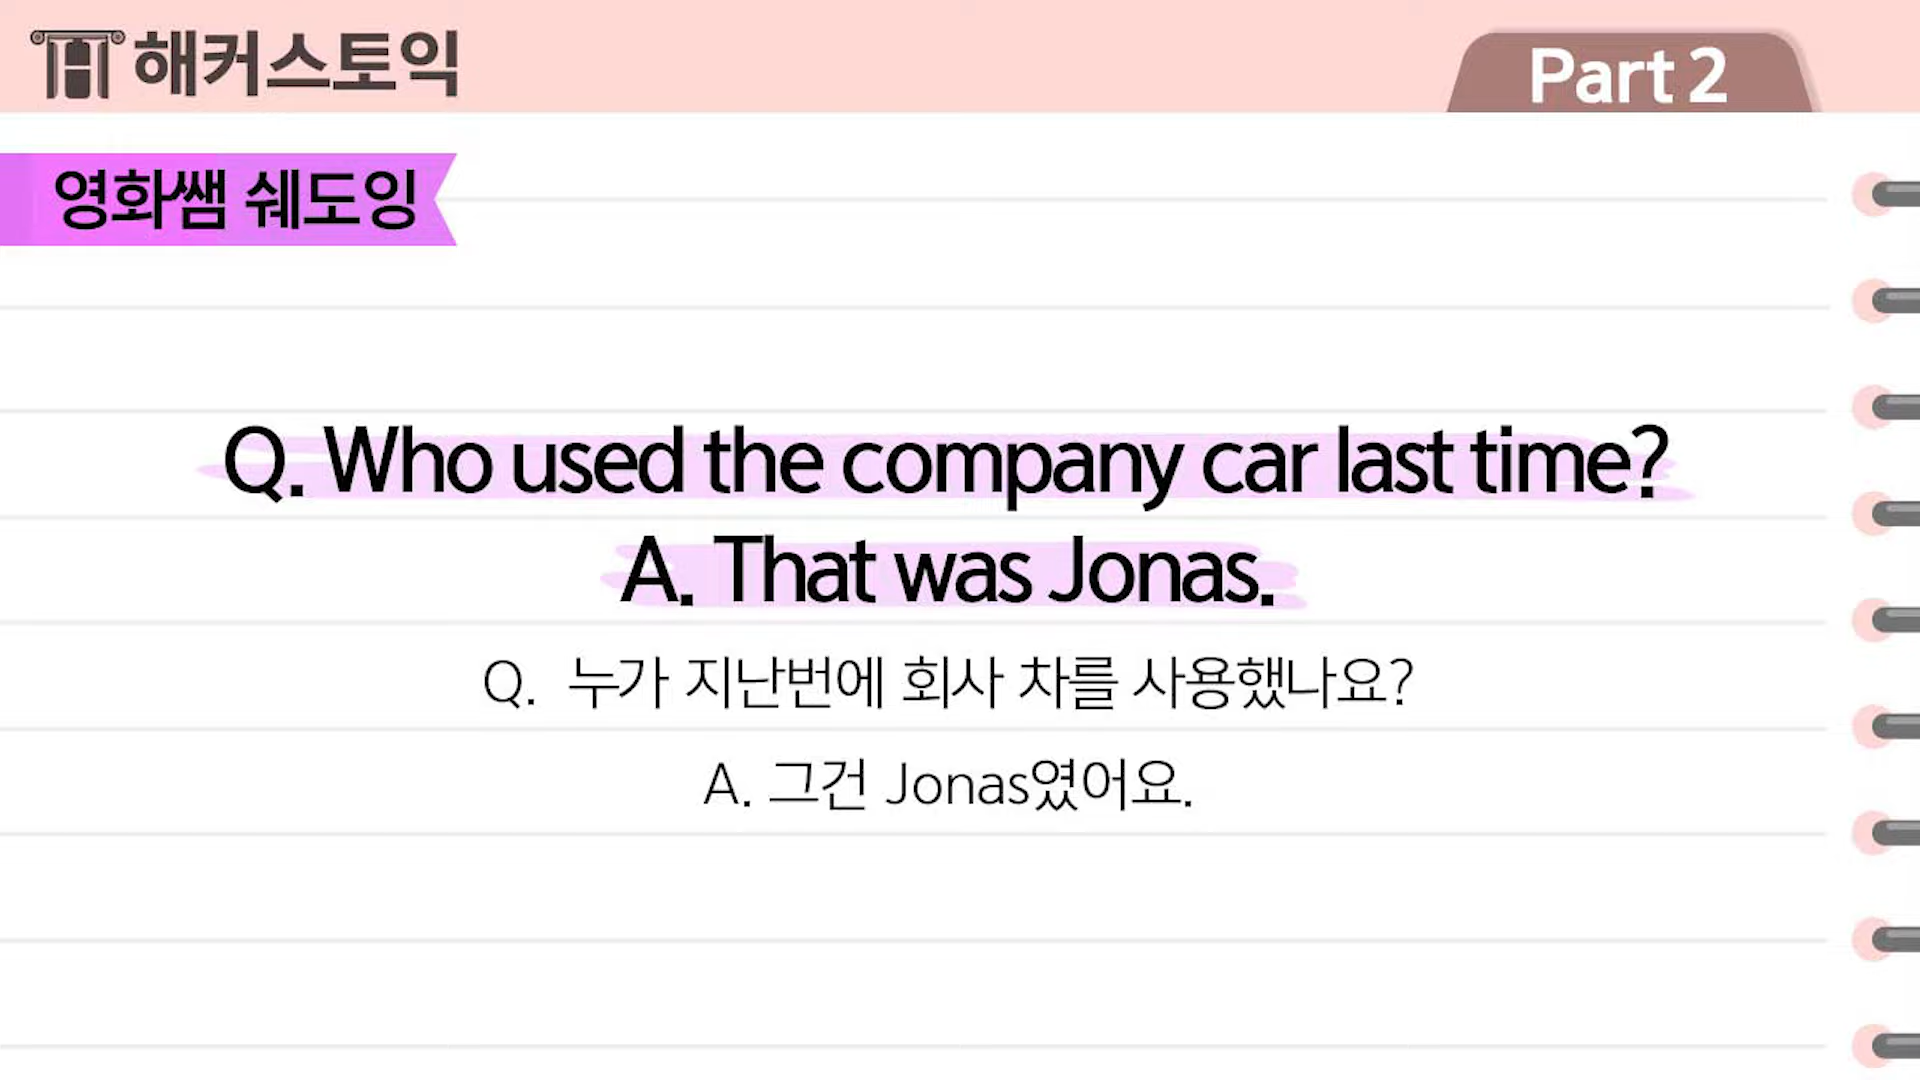 해커스토익
Part 2
영화쌤 쉐도잉
Q. Who used the company car last time?
A. That was Jonas.
Q. 누가 지난번에 회사 차를 사용했나요?
A. 그건 Jonas였어요.